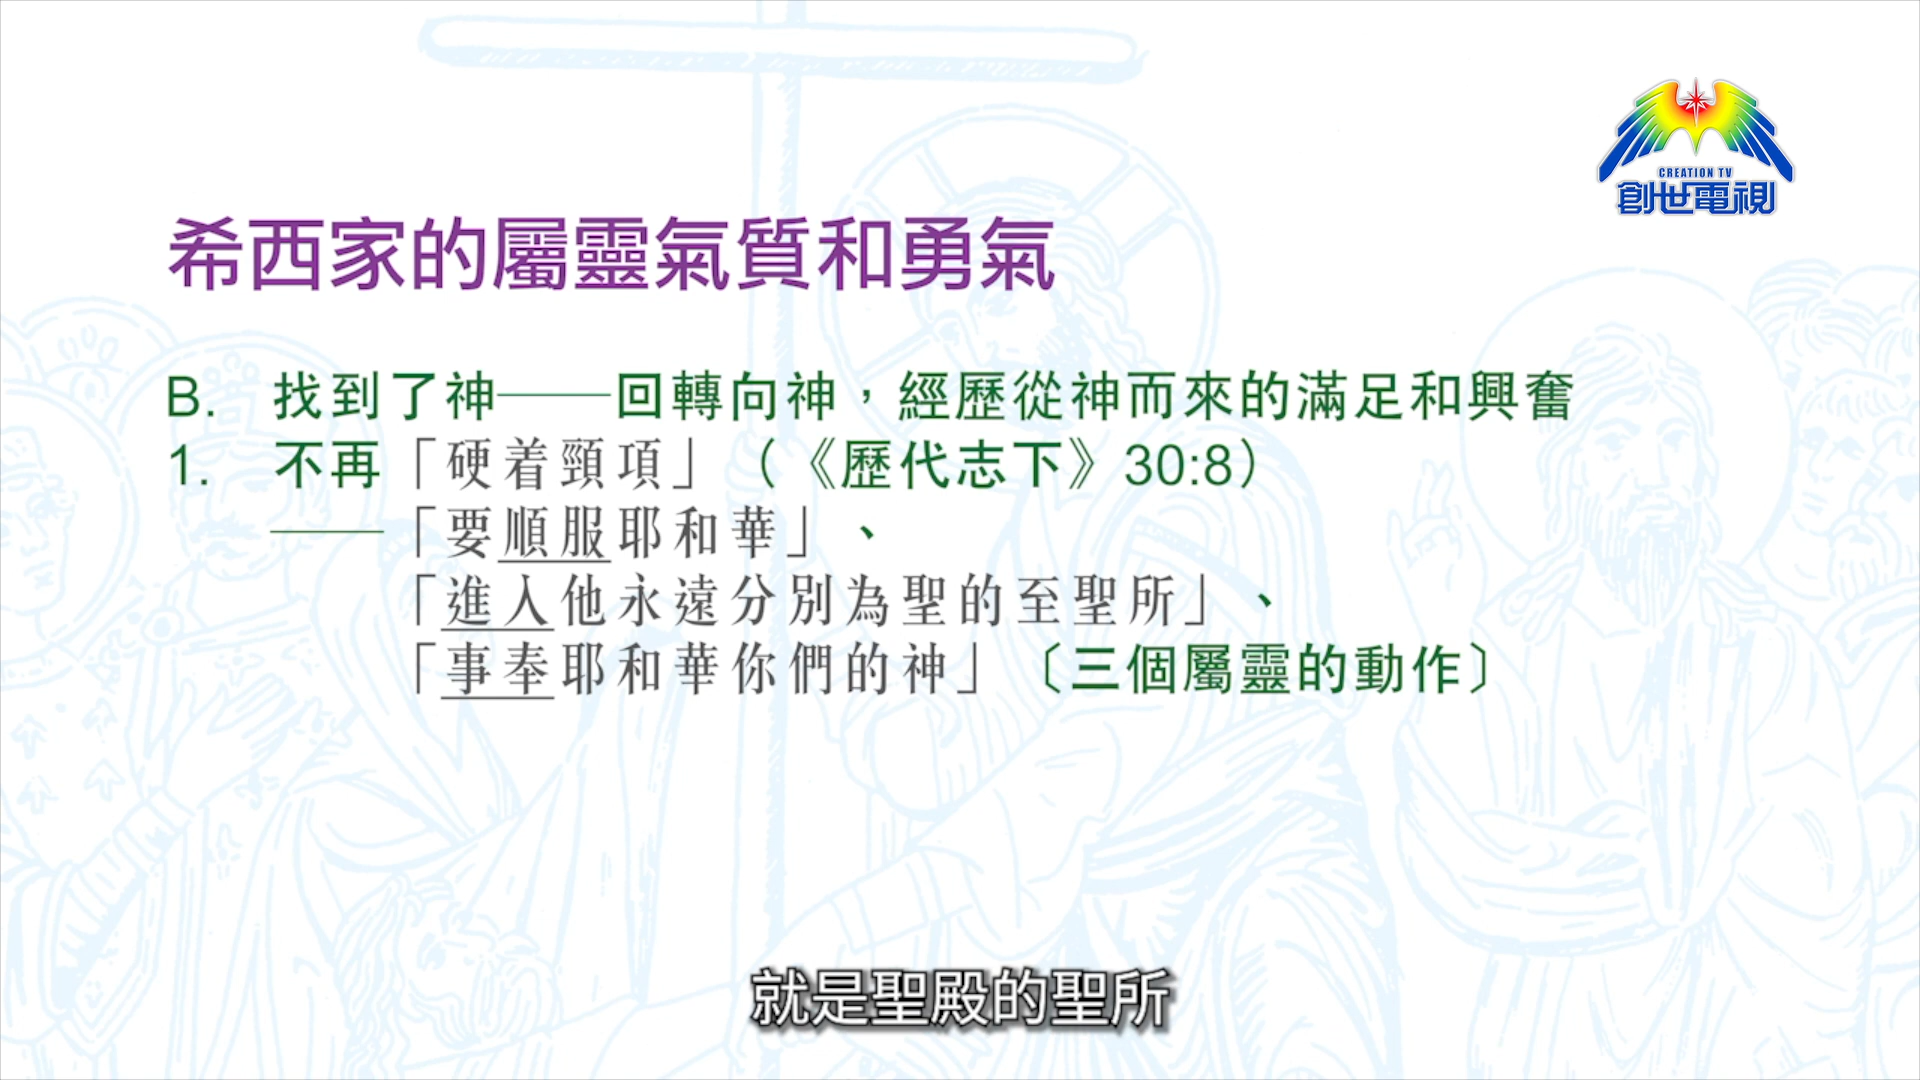 CREATION TV
創世電視
希西家的屬靈氣質和勇氣
B. 找到了神——回轉向神，經歷從神而來的滿足和興奮
1. 不再「硬着頸項」（《歷代志下》30:8）
——「要順服耶和華」、
「進入他永遠分別為聖的至聖所」、
「事奉耶和華你們的神」〔三個屬靈的動作〕
就是聖殿的聖所